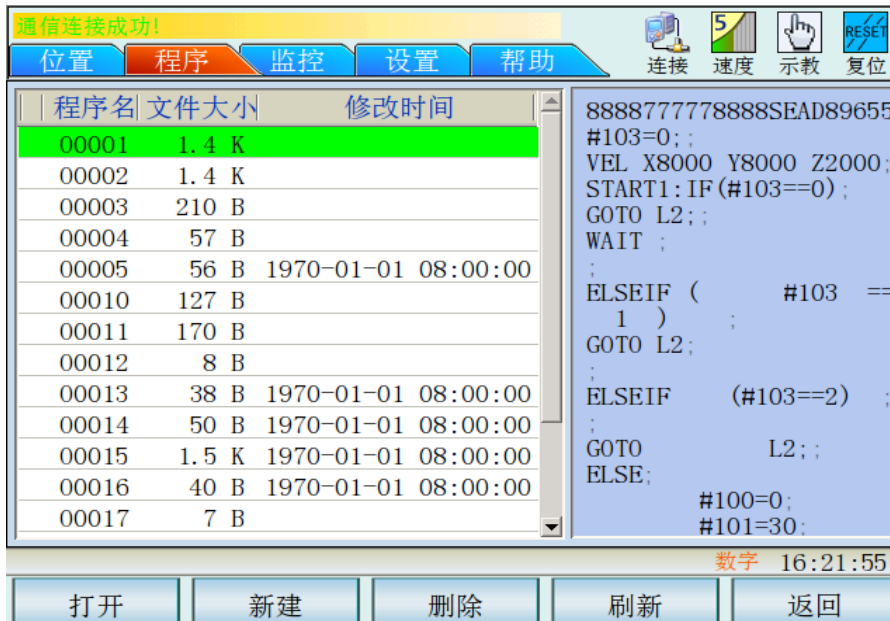 通信连接成功!
位置 程序 监控 设置 帮助
5 RESET
连接 速度 示教 复位
程序名 文件大小 修改时间
00001 1.4 K
00002 1.4 K
00003 210 B
00004 57 B
00005 56 B 1970-01-01 08:00:00
00010 127 B
00011 170 B
00012 8 B
00013 38 B 1970-01-01 08:00:00
00014 50 B 1970-01-01 08:00:00
00015 1.5 K 1970-01-01 08:00:00
00016 40 B 1970-01-01 08:00:00
00017 7 B
8888777778888SEAD89655
#103=0;;
VEL X8000 Y8000 Z2000;
START1:IF(#103==0);
GOTO L2;;
WAIT ;
;
ELSEIF ( #103 ==
1 ) ;
GOTO L2;
;
ELSEIF (#103==2) ;
;
GOTO L2;;
ELSE;
#100=0;
#101=30;
数字 16:21:55
打开 新建 删除 刷新 返回